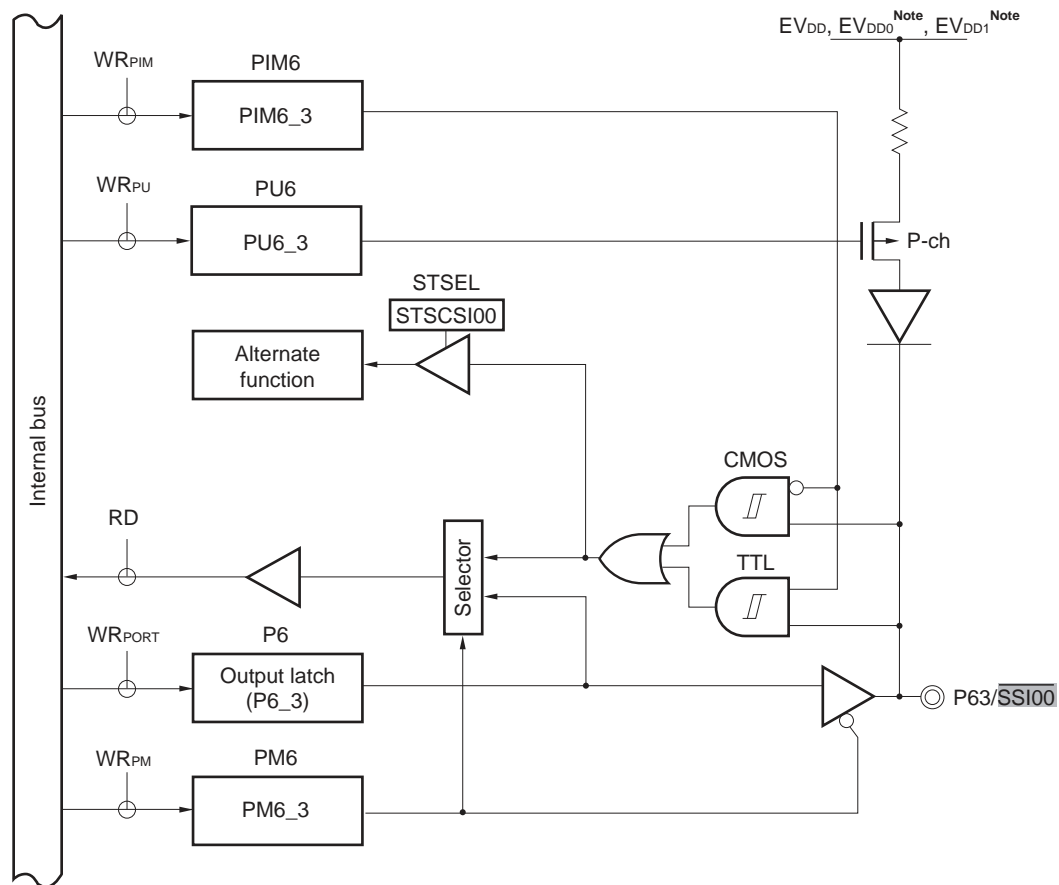 EVDD, EVDD0Note, EVDD1Note
WRPIM
PIM6
PIM6_3
WRPU
PU6
PU6_3
P-ch
STSEL
STSCSI00
Alternate
function
Internal bus
CMOS
RD
Selector
TTL
WRPORT
P6
Output latch
(P6_3)
P63/SSI00
WRPM
PM6
PM6_3